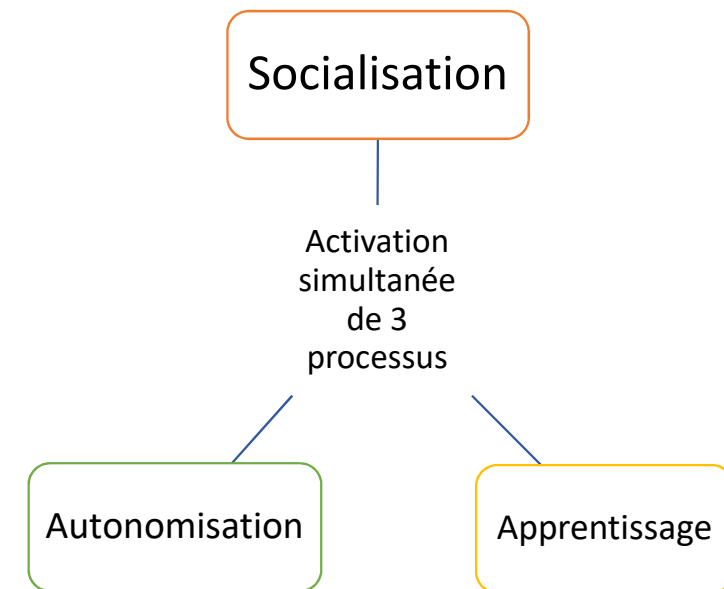 Socialisation
Activation
simultanée
de 3
processus
Autonomisation
Apprentissage